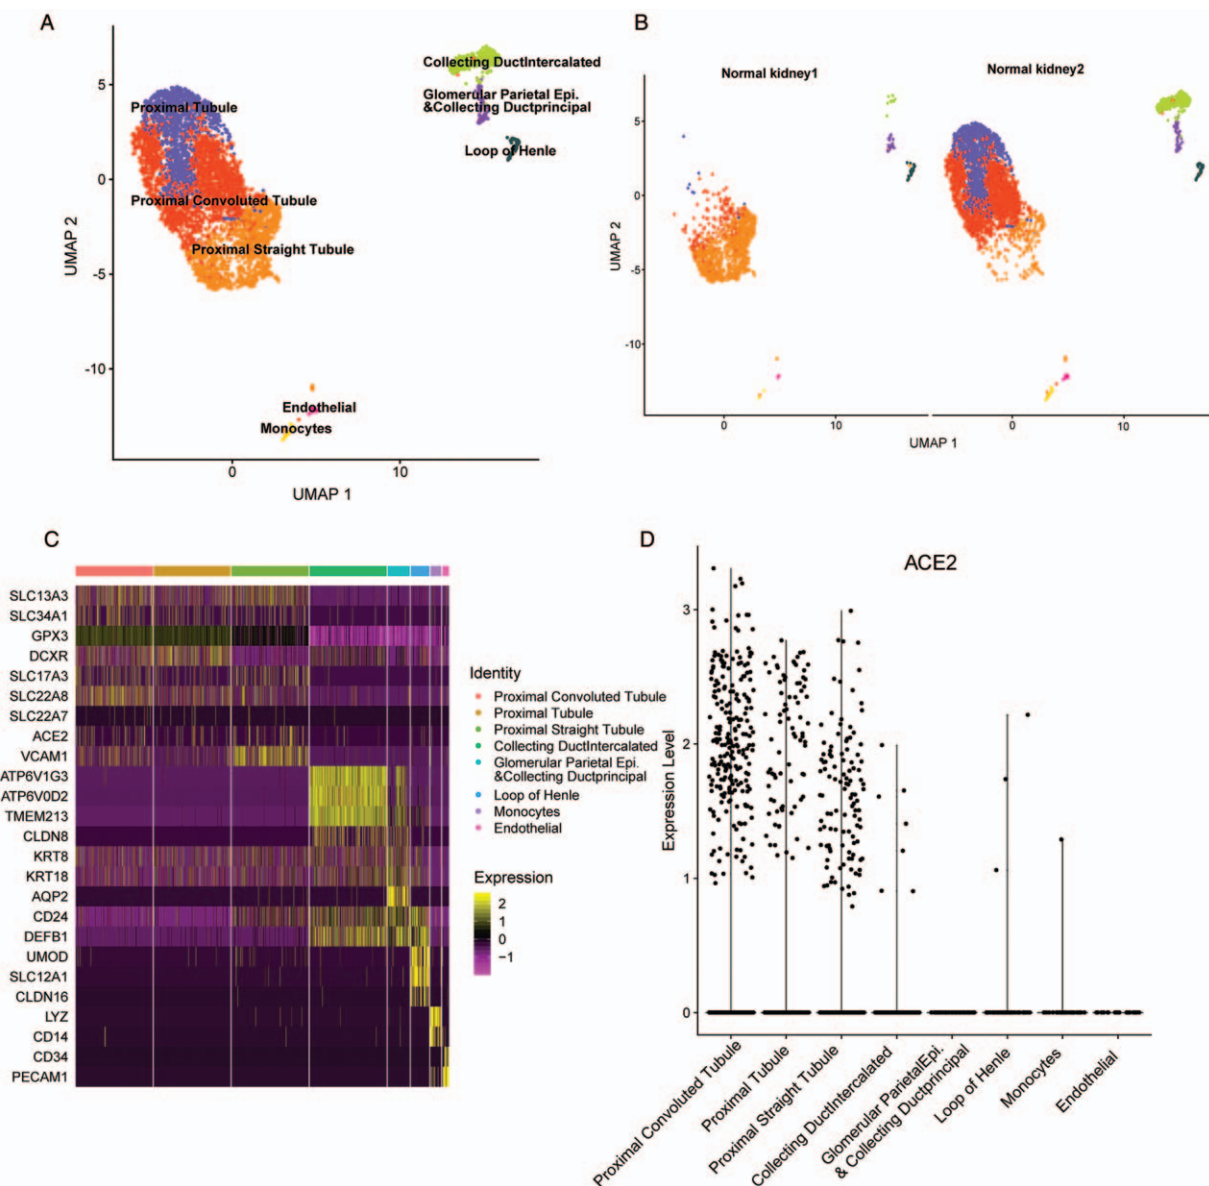 A
5
0
-5
-10
UMAP 2
Proximal Tubule
Proximal Convoluted Tubule
Proximal Straight Tubule
Collecting DuctIntercalated
Glomerular Parietal Epi.
&Collecting Ductprincipal
Loop of Henle
Endothelial
Monocytes
0
10
UMAP 1
B
Normal kidney1
Normal kidney2
5
0
-5
-10
UMAP 2
0
10
0
10
UMAP 1
C
SLC13A3
SLC34A1
GPX3
DCXR
SLC17A3
SLC22A8
SLC22A7
ACE2
VCAM1
ATP6V1G3
ATP6V0D2
TMEM213
CLDN8
KRT8
KRT18
AQP2
CD24
DEFB1
UMOD
SLC12A1
CLDN16
LYZ
CD14
CD34
PECAM1
Identity
Proximal Convoluted Tubule
Proximal Tubule
Proximal Straight Tubule
Collecting DuctIntercalated
Glomerular Parietal Epi.
&Collecting Ductprincipal
Loop of Henle
Monocytes
Endothelial
Expression
2
1
0
-1
D
ACE2
3
2
1
0
Expression Level
Proximal Convoluted Tubule
Proximal Tubule
Proximal Straight Tubule
Collecting DuctIntercalated
Glomerular ParietalEpi.
& Collecting Ductprincipal
Loop of Henle
Monocytes
Endothelial